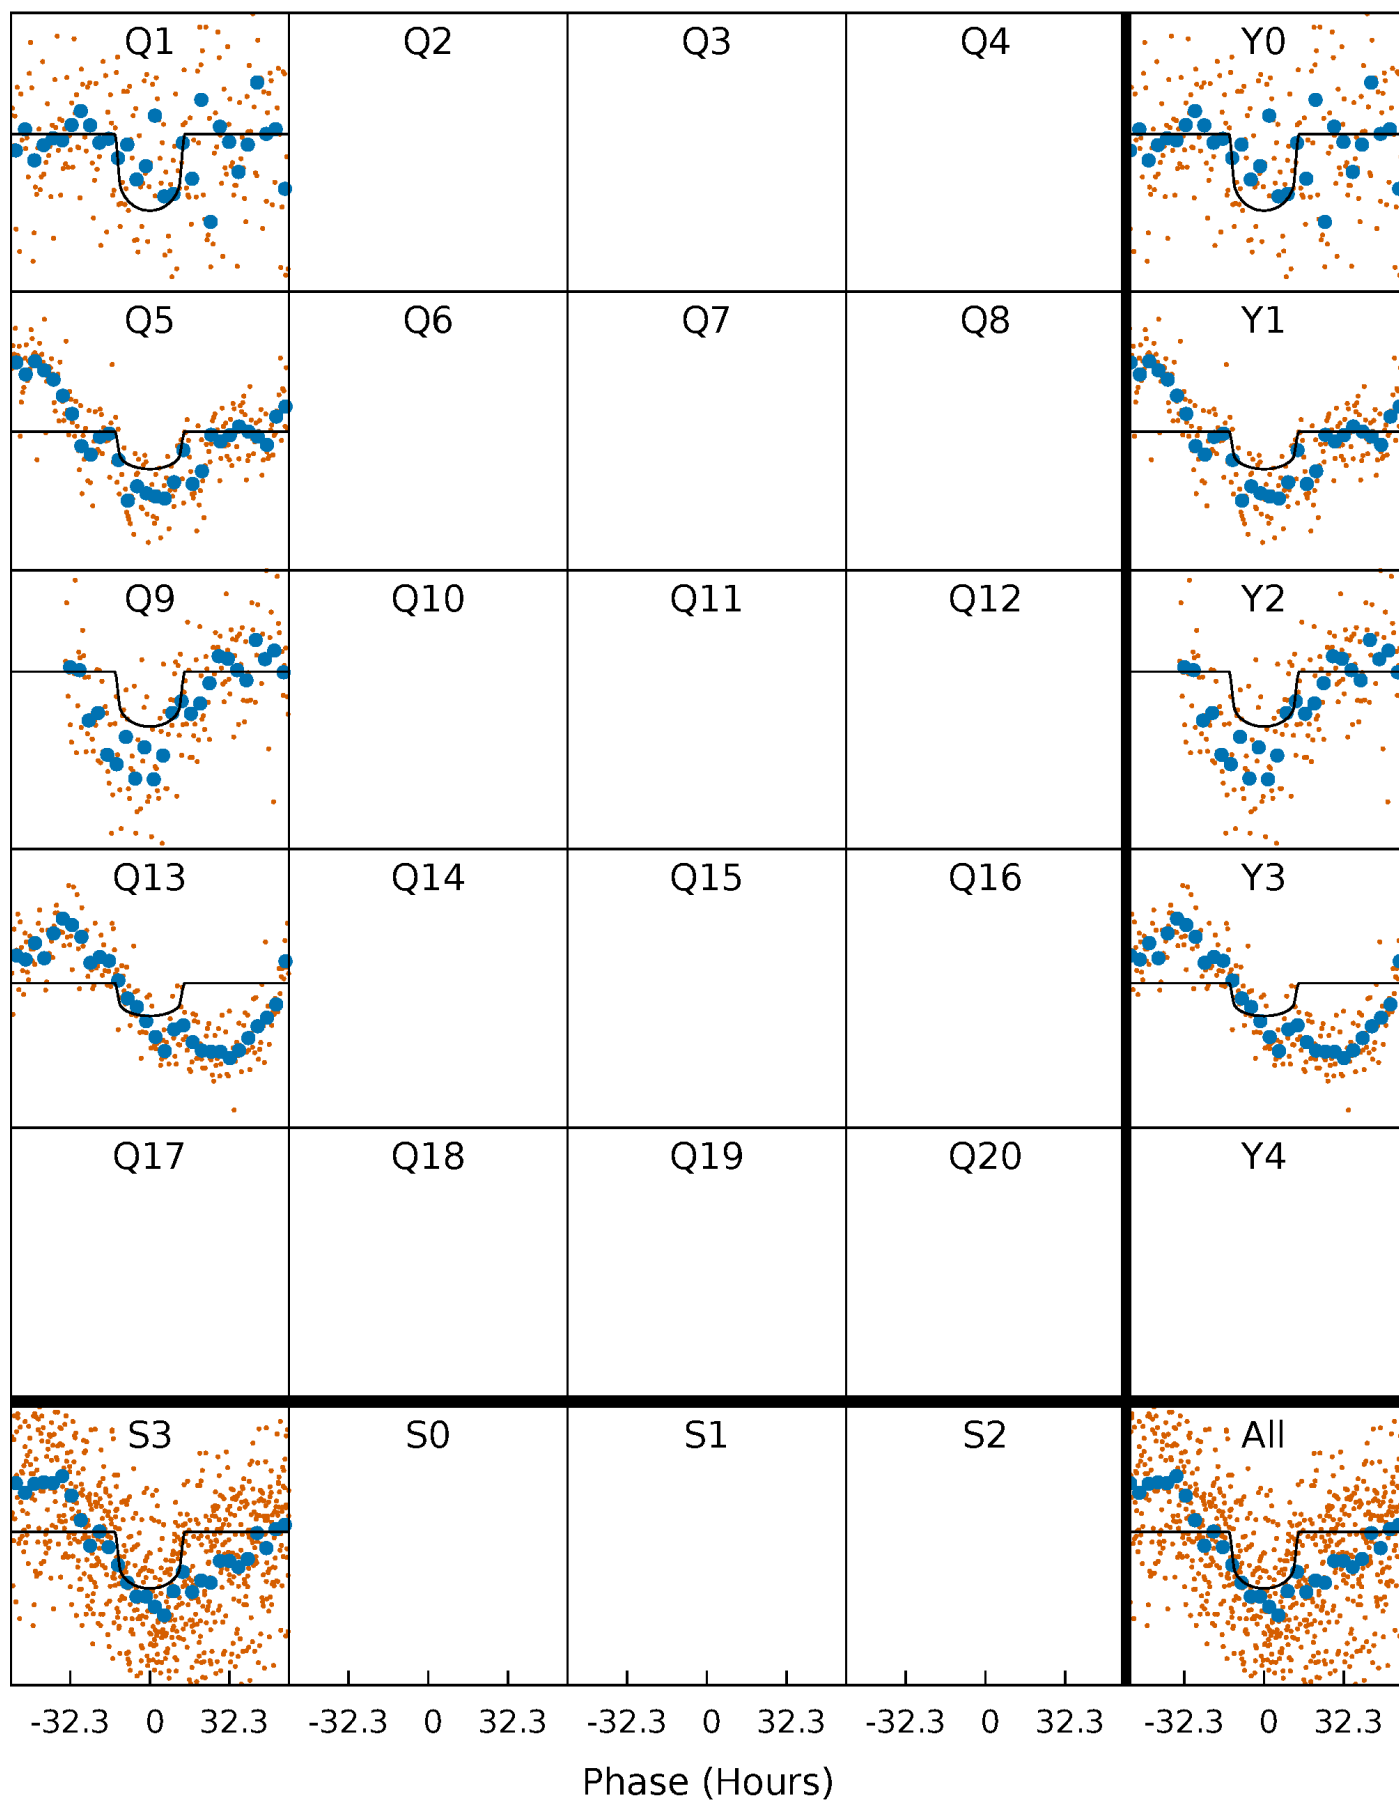 Q1 Q2 Q3 Q4 Y0
Q5 Q6 Q7 Q8 Y1
Q9 Q10 Q11 Q12 Y2
Q13 Q14 Q15 Q16 Y3
Q17 Q18 Q19 Q20 Y4
S3 S0 S1 S2 All
-32.3 0 32.3 -32.3 0 32.3 -32.3 0 32.3 -32.3 0 32.3 -32.3 0 32.3
Phase (Hours)